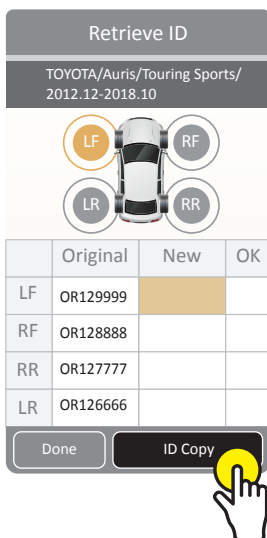 Retrieve ID
TOYOTA/Auris/Touring Sports/
2012.12-2018.10
LF RF
LR RR
Original New OK
LF OR129999
RF OR128888
RR OR127777
LR OR126666
Done ID Copy